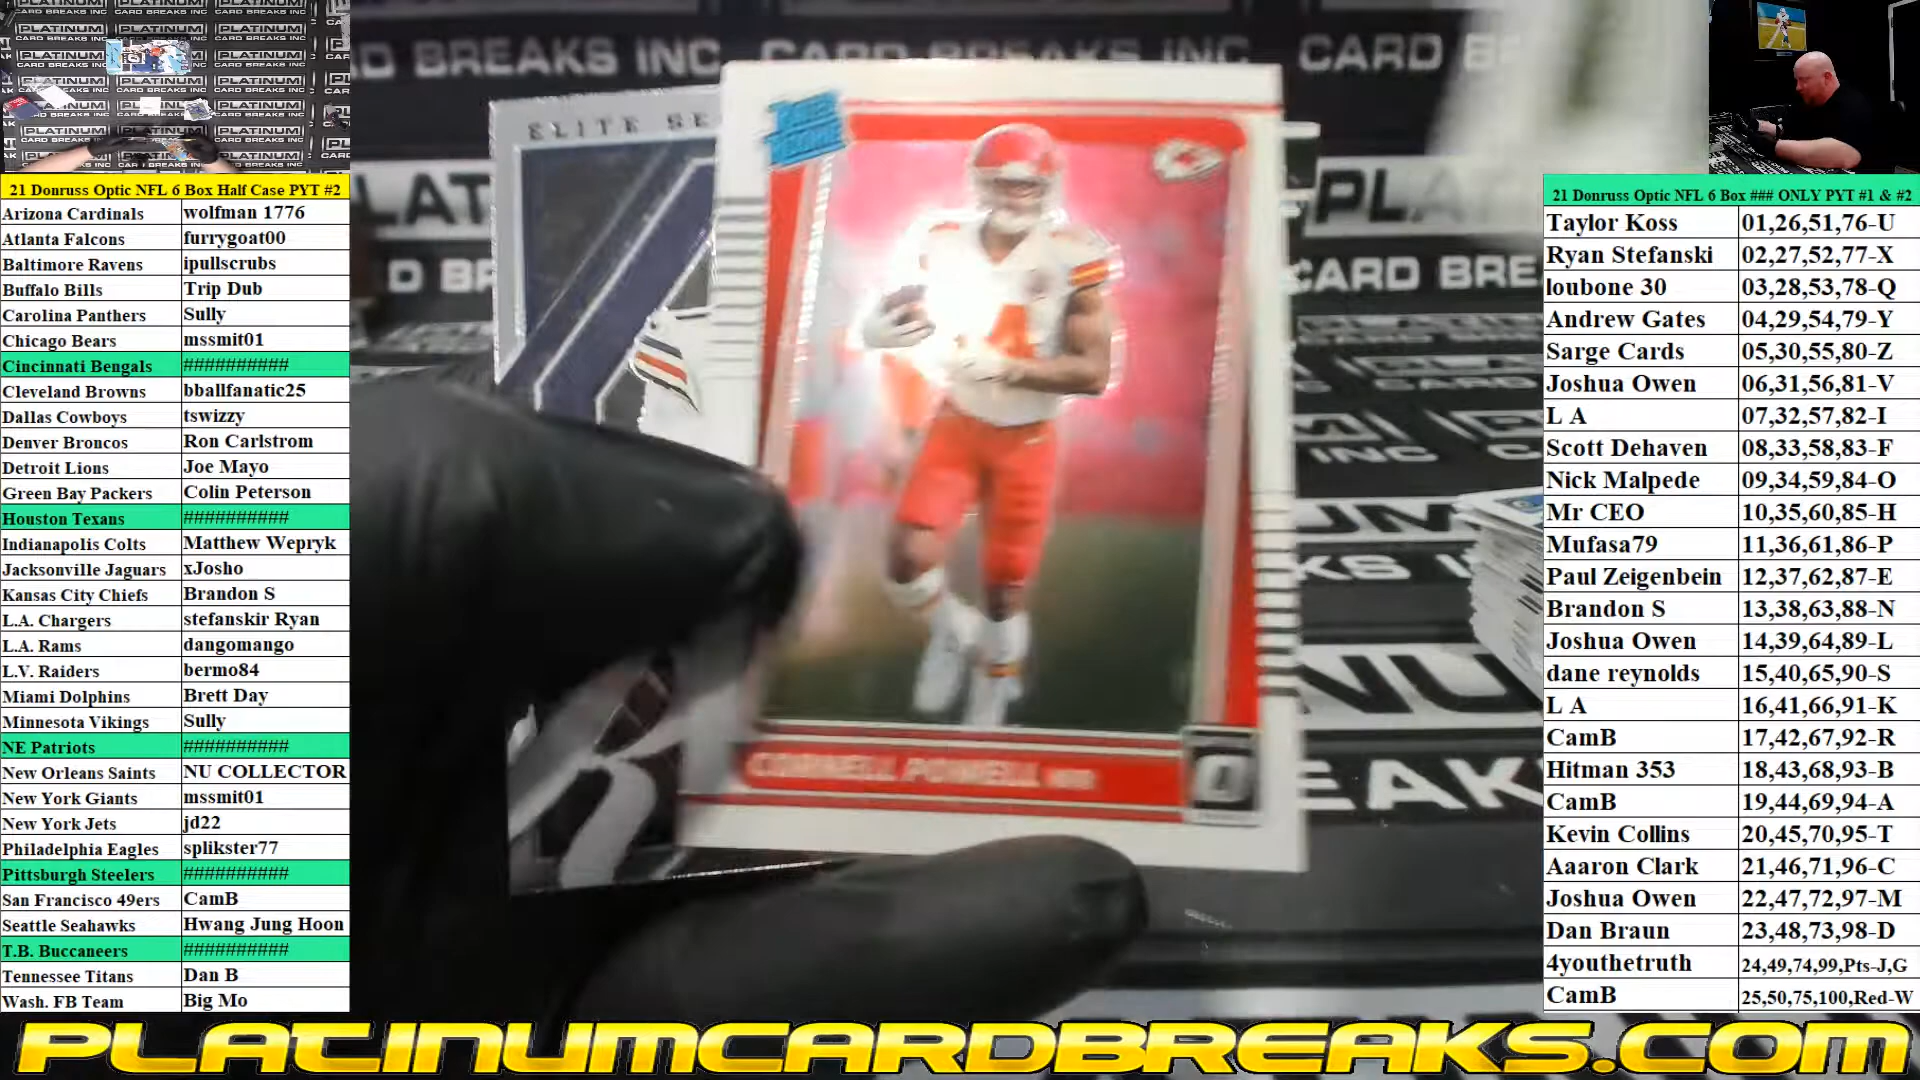 21 Donruss Optic NFL 6 Box Half Case PYT #2
Arizona Cardinals wolfman 1776
Atlanta Falcons furrygoat00
Baltimore Ravens ipullscrubs
Buffalo Bills Trip Dub
Carolina Panthers Sully
Chicago Bears mssmit01
Cincinnati Bengals ##########
Cleveland Browns bballfanatic25
Dallas Cowboys tswizzy
Denver Broncos Ron Carlstrom
Detroit Lions Joe Mayo
Green Bay Packers Colin Peterson
Houston Texans ##########
Indianapolis Colts Matthew Wepryk
Jacksonville Jaguars xJosho
Kansas City Chiefs Brandon S
L.A. Chargers stefanskir Ryan
L.A. Rams dangomango
L.V. Raiders bermo84
Miami Dolphins Brett Day
Minnesota Vikings Sully
NE Patriots ##########
New Orleans Saints NU COLLECTOR
New York Giants mssmit01
New York Jets jd22
Philadelphia Eagles splikster77
Pittsburgh Steelers ##########
San Francisco 49ers CamB
Seattle Seahawks Hwang Jung Hoon
T.B. Buccaneers ##########
Tennessee Titans Dan B
Wash. FB Team Big Mo
CARD BREAKS INC
ELITE SE
CORNELL POWELL WR
21 Donruss Optic NFL 6 Box ### ONLY PYT #1 & #2
Taylor Koss 01,26,51,76-U
Ryan Stefanski 02,27,52,77-X
loubone 30 03,28,53,78-Q
Andrew Gates 04,29,54,79-Y
Sarge Cards 05,30,55,80-Z
Joshua Owen 06,31,56,81-V
L A 07,32,57,82-I
Scott Dehaven 08,33,58,83-F
Nick Malpede 09,34,59,84-O
Mr CEO 10,35,60,85-H
Mufasa79 11,36,61,86-P
Paul Zeigenbein 12,37,62,87-E
Brandon S 13,38,63,88-N
Joshua Owen 14,39,64,89-L
dane reynolds 15,40,65,90-S
L A 16,41,66,91-K
CamB 17,42,67,92-R
Hitman 353 18,43,68,93-B
CamB 19,44,69,94-A
Kevin Collins 20,45,70,95-T
Aaaron Clark 21,46,71,96-C
Joshua Owen 22,47,72,97-M
Dan Braun 23,48,73,98-D
4youthetruth 24,49,74,99,Pts-J,G
CamB 25,50,75,100,Red-W
PLATINUMCARDBREAKS.COM